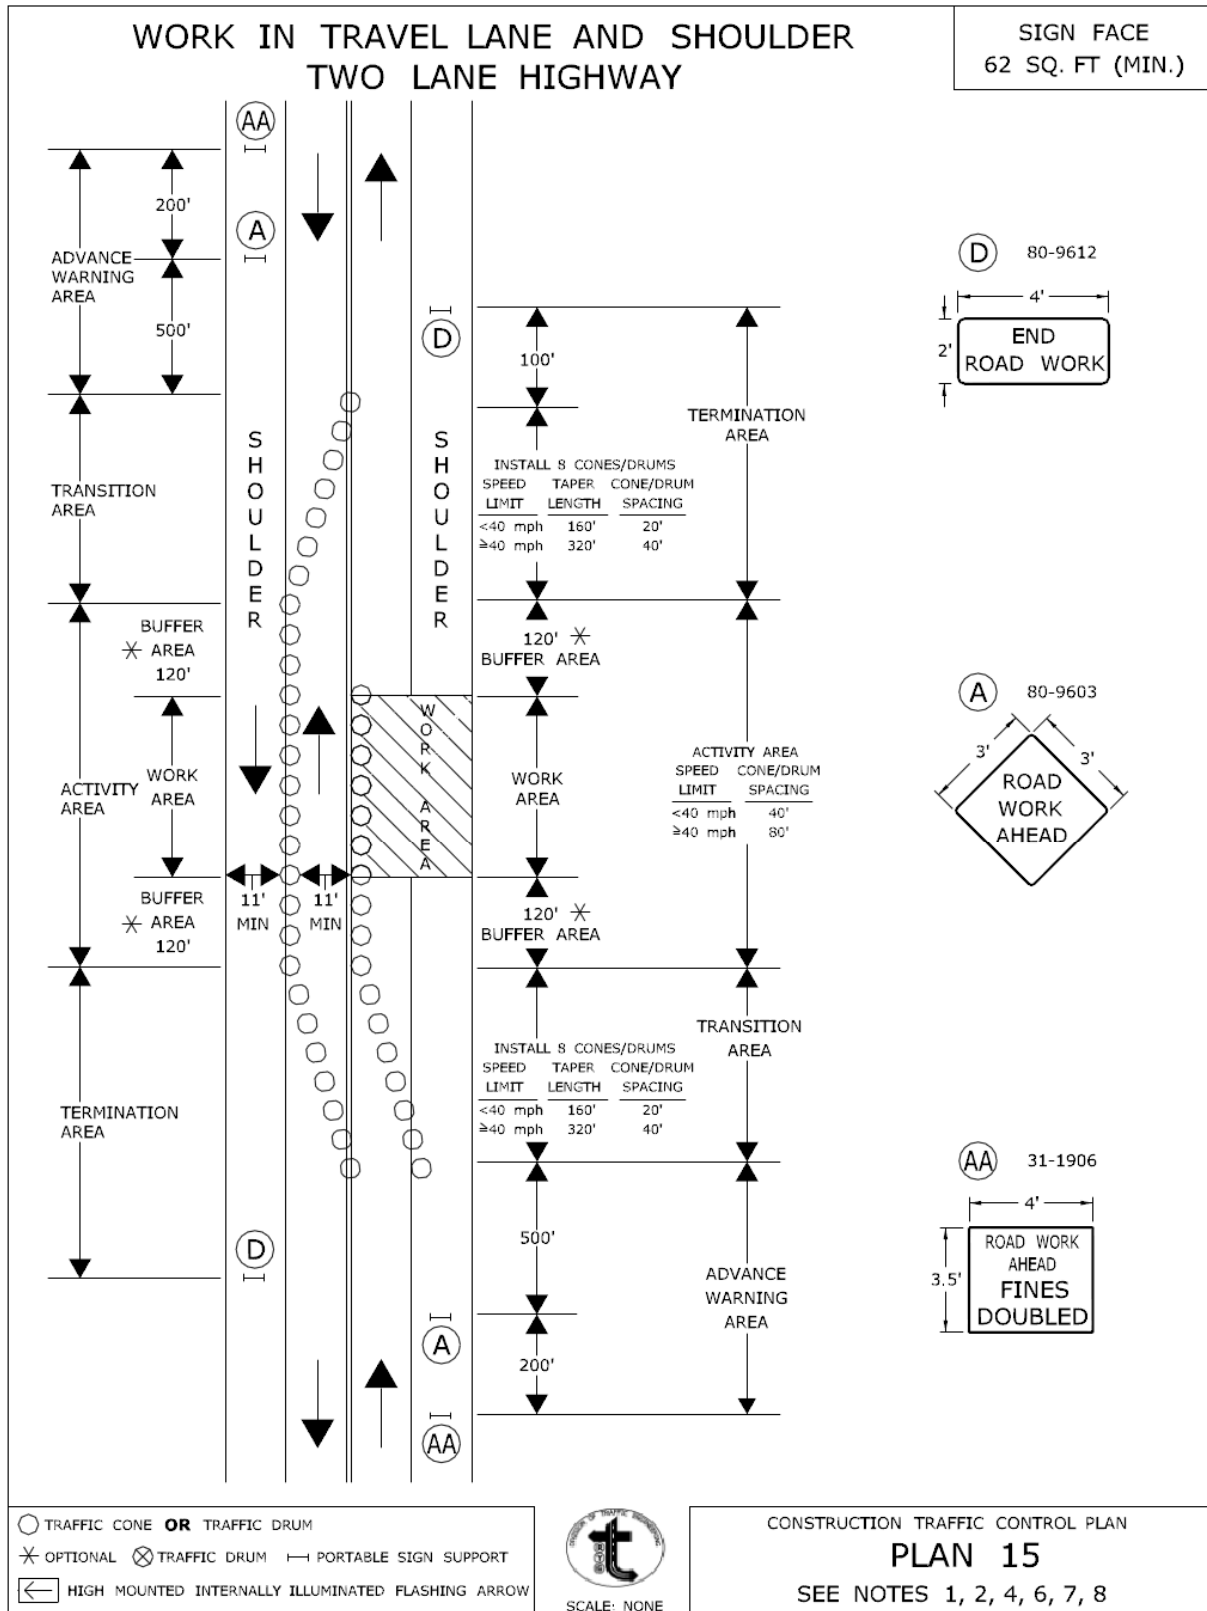 WORK IN TRAVEL LANE AND SHOULDER
TWO LANE HIGHWAY
SIGN FACE
62 SQ. FT (MIN.)
AA
200'
A
ADVANCE
WARNING
AREA
500'
D
100'
TERMINATION
AREA
SHOULDER
SHOULDER
TRANSITION
AREA
INSTALL 8 CONES/DRUMS
SPEED TAPER CONE/DRUM
LIMIT LENGTH SPACING
<40 mph 160' 20'
≥40 mph 320' 40'
BUFFER
AREA
120'
120'
BUFFER AREA
WORK AREA
ACTIVITY
AREA
WORK
AREA
WORK
AREA
ACTIVITY AREA
SPEED CONE/DRUM
LIMIT SPACING
<40 mph 40'
≥40 mph 80'
11'
MIN
11'
MIN
BUFFER
AREA
120'
120'
BUFFER AREA
TRANSITION
AREA
INSTALL 8 CONES/DRUMS
SPEED TAPER CONE/DRUM
LIMIT LENGTH SPACING
<40 mph 160' 20'
≥40 mph 320' 40'
TERMINATION
AREA
D
500'
ADVANCE
WARNING
AREA
A
200'
AA
D 80-9612
4'
2'
END
ROAD WORK
A 80-9603
3'
3'
ROAD
WORK
AHEAD
AA 31-1906
4'
3.5'
ROAD WORK
AHEAD
FINES
DOUBLED
TRAFFIC CONE OR TRAFFIC DRUM
OPTIONAL TRAFFIC DRUM PORTABLE SIGN SUPPORT
HIGH MOUNTED INTERNALLY ILLUMINATED FLASHING ARROW
DIVISION OF TRAFFIC ENGINEERING
SCALE: NONE
CONSTRUCTION TRAFFIC CONTROL PLAN
PLAN 15
SEE NOTES 1, 2, 4, 6, 7, 8